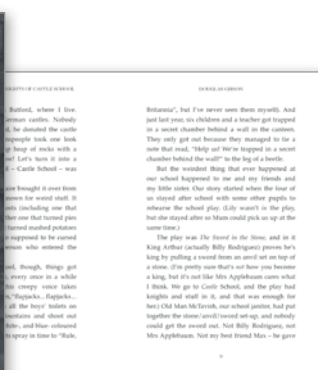 KNIGHTS OF CASTLE SCHOOL
Bulford, where I live.
German castles. Nobody
d, he donated the castle
nspeople took one look
heap of rocks with a
w! Let's turn it into a
– Castle School – was
ans brought it over from
nown for weird stuff. It
wels (including one that
ther one that turned pies
turned mashed potatoes
supposed to be cursed
erson who entered the
ool, though, things got
, every once in a while
is creepy voice takes
s, "flapjacks... flapjacks...
all the boys' toilets on
ountains and shoot out
white-, and blue- coloured
ts spray in time to "Rule,
DOUGLAS GIBSON
Britannia", but I've never seen them myself). And
just last year, six children and a teacher got trapped
in a secret chamber behind a wall in the canteen.
They only got out because they managed to tie a
note that read, "Help us! We're trapped in a secret
chamber behind the wall!" to the leg of a beetle.
But the weirdest thing that ever happened at
our school happened to me and my friends and
my little sister. Our story started when the four of
us stayed after school with some other pupils to
rehearse the school play. (Lily wasn't in the play,
but she stayed after so Mum could pick us up at the
same time.)
The play was The Sword in the Stone, and in it
King Arthur (actually Billy Rodriguez) proves he's
king by pulling a sword from an anvil set on top of
a stone. (I'm pretty sure that's not how you become
a king, but it's not like Mrs Applebaum cares what
I think. We go to Castle School, and the play had
knights and stuff in it, and that was enough for
her.) Old Man McTavish, our school janitor, had put
together the stone/anvil/sword set-up, and nobody
could get the sword out. Not Billy Rodriguez, not
Mrs Applebaum. Not my best friend Max – he gave